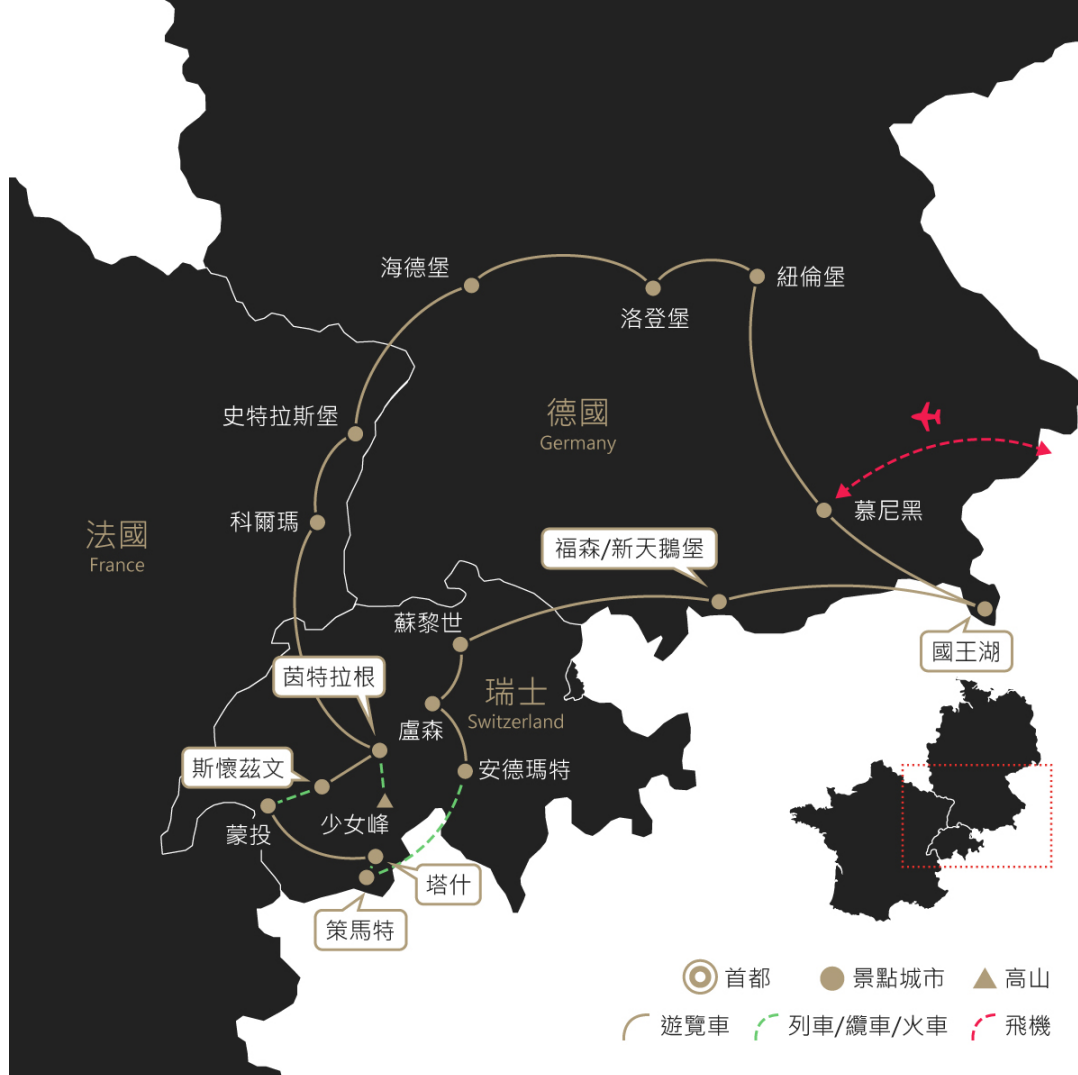 海德堡
紐倫堡
洛登堡
史特拉斯堡
德國
Germany
慕尼黑
科爾瑪
法國
France
福森/新天鵝堡
蘇黎世
國王湖
茵特拉根
瑞士
Switzerland
盧森
斯懷茲文
安德瑪特
少女峰
蒙投
塔什
策馬特
首都 景點城市 高山
遊覽車 列車/纜車/火車 飛機